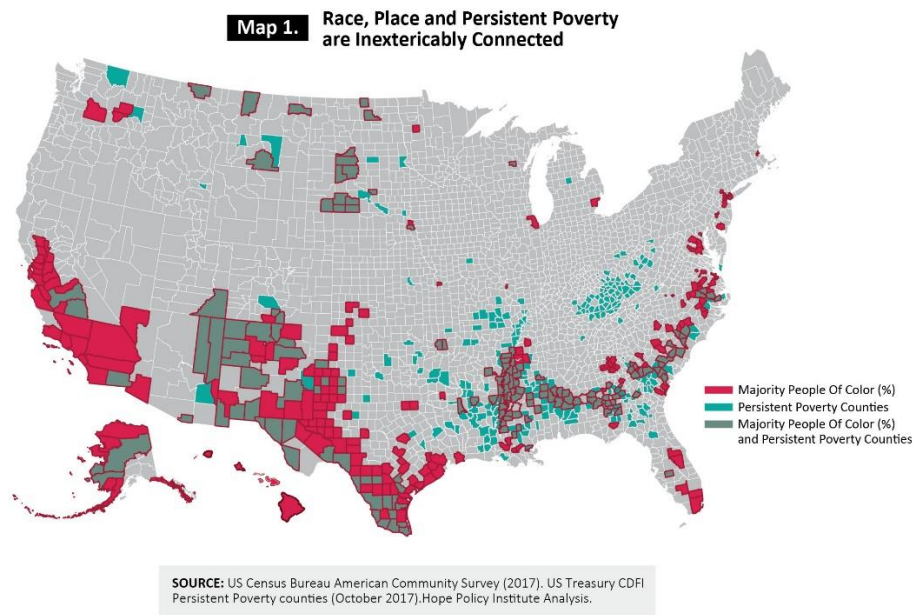 Map 1.
Race, Place and Persistent Poverty
are Inextericably Connected
Majority People Of Color (%)
Persistent Poverty Counties
Majority People Of Color (%)
and Persistent Poverty Counties
SOURCE: US Census Bureau American Community Survey (2017). US Treasury CDFI
Persistent Poverty counties (October 2017).Hope Policy Institute Analysis.